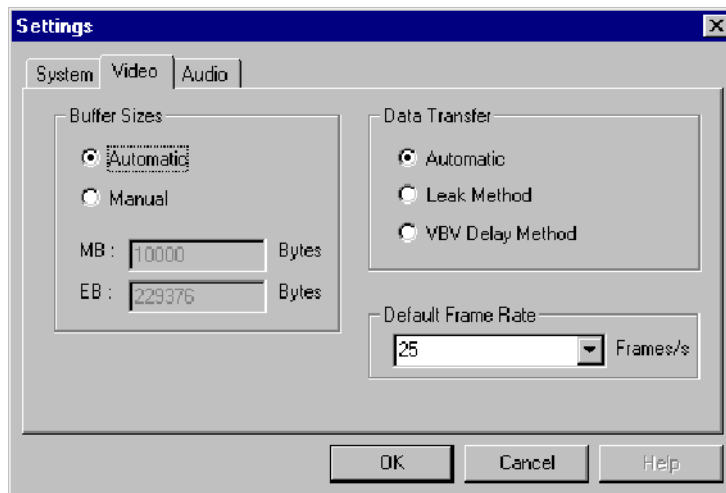 Settings
System Video Audio
Buffer Sizes
Automatic
Manual
MB : 10000 Bytes
EB : 229376 Bytes
Data Transfer
Automatic
Leak Method
VBV Delay Method
Default Frame Rate
25 Frames/s
OK Cancel Help